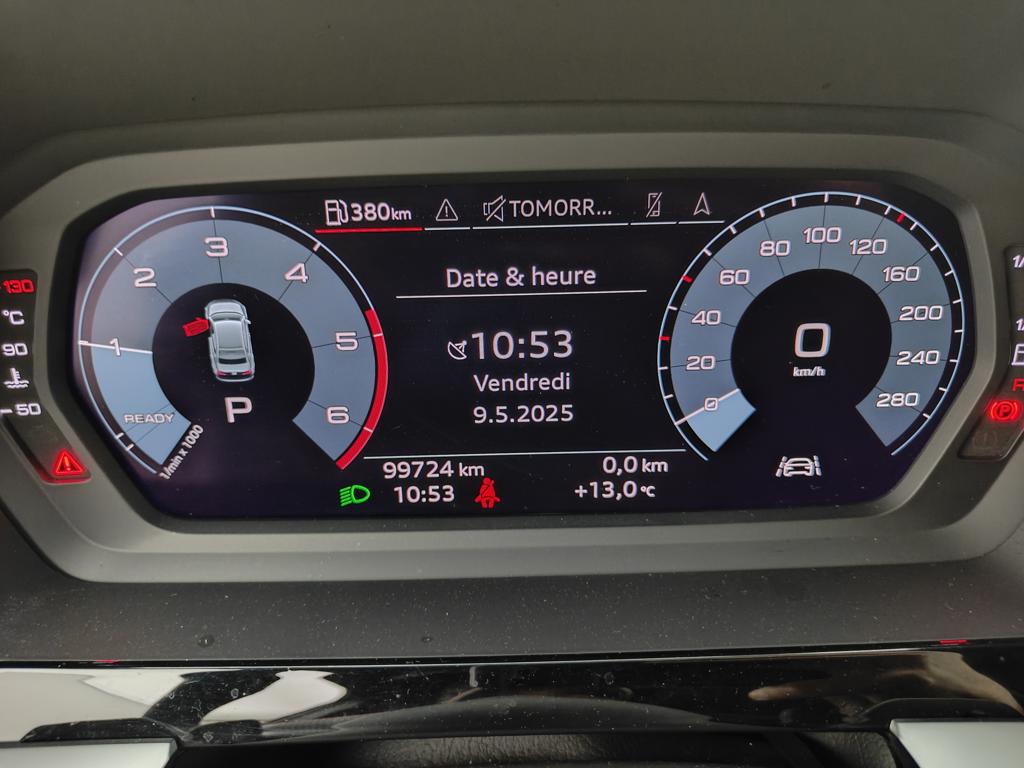 380km
TOMORR...
Date & heure
10:53
Vendredi
9.5.2025
99724 km
0,0 km
10:53
+13,0°C
1
2
3
4
5
6
READY
1/min x 1000
P
0
20
40
60
80
100
120
160
200
240
280
0
km/h
130
°C
90
50
P